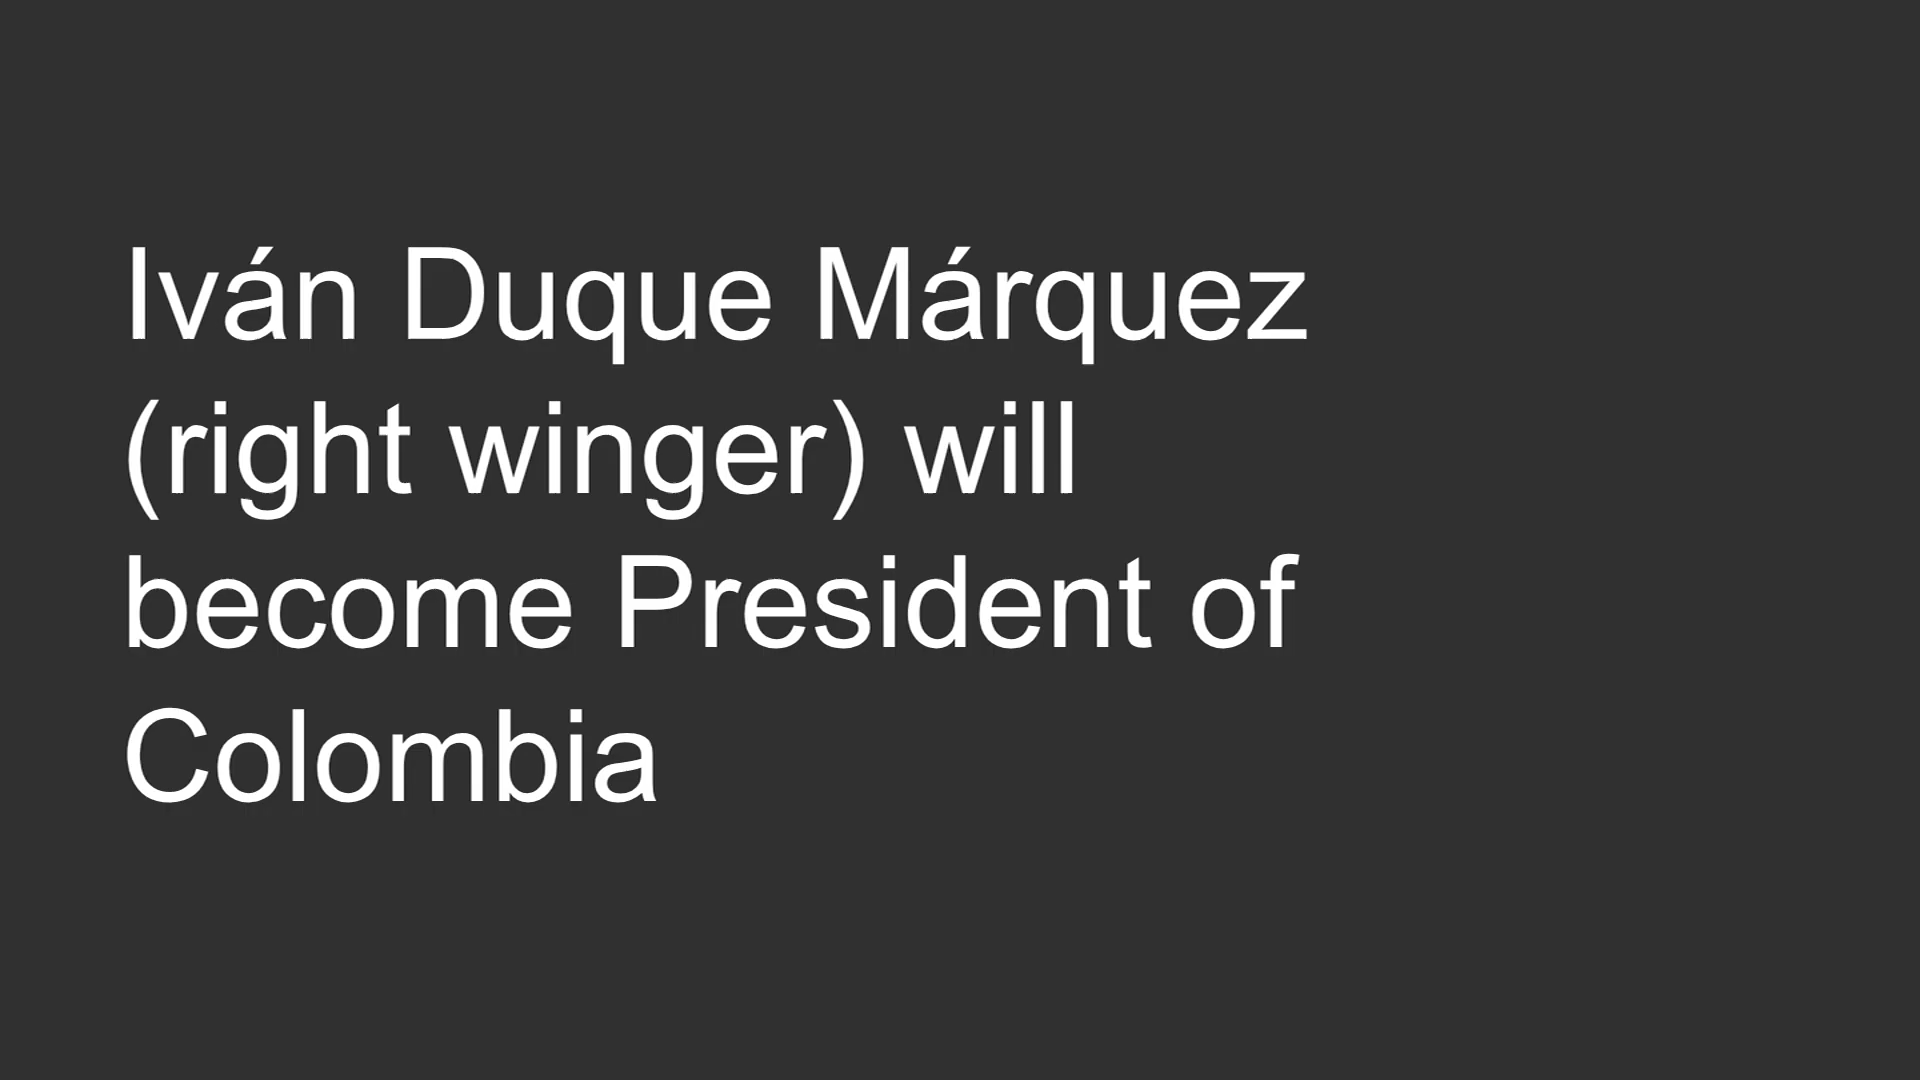 Iván Duque Márquez
(right winger) will
become President of
Colombia